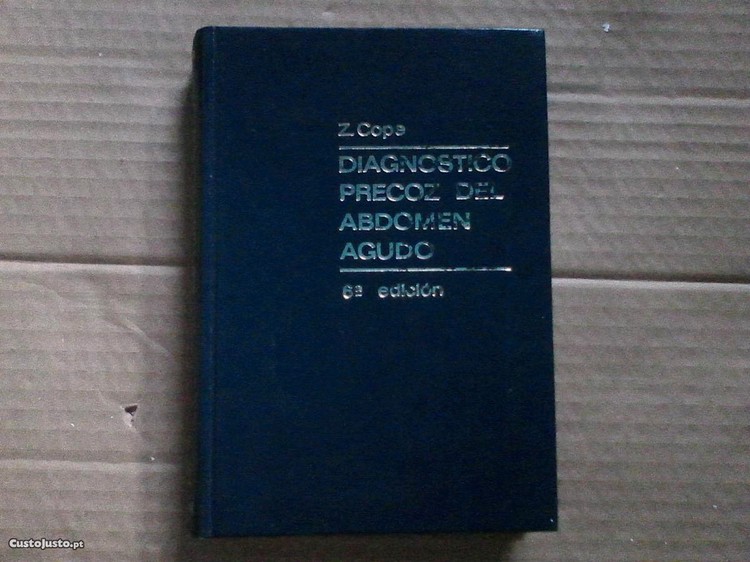 Z. Cope
DIAGNOSTICO
PRECOZ DEL
ABDOMEN
AGUDO
6ª edición
CustoJusto.pt